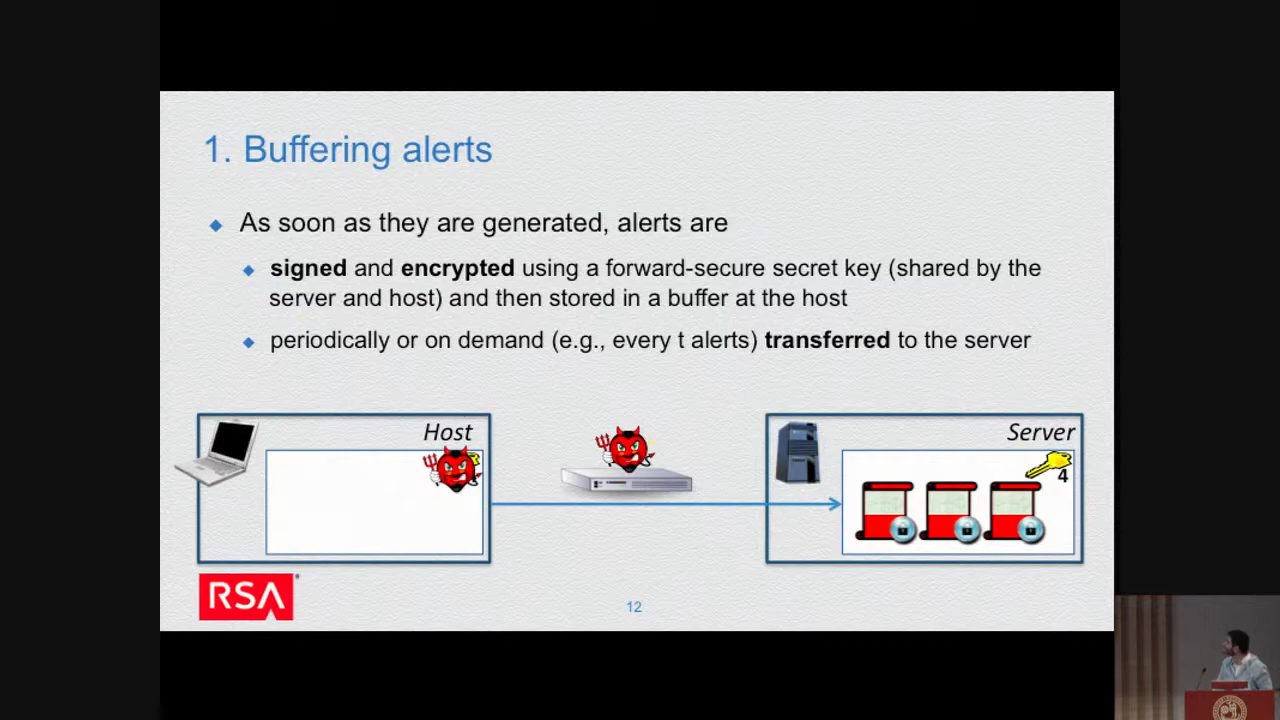 1. Buffering alerts
As soon as they are generated, alerts are
signed and encrypted using a forward-secure secret key (shared by the
server and host) and then stored in a buffer at the host
periodically or on demand (e.g., every t alerts) transferred to the server
Host
Server
4
RSA
12